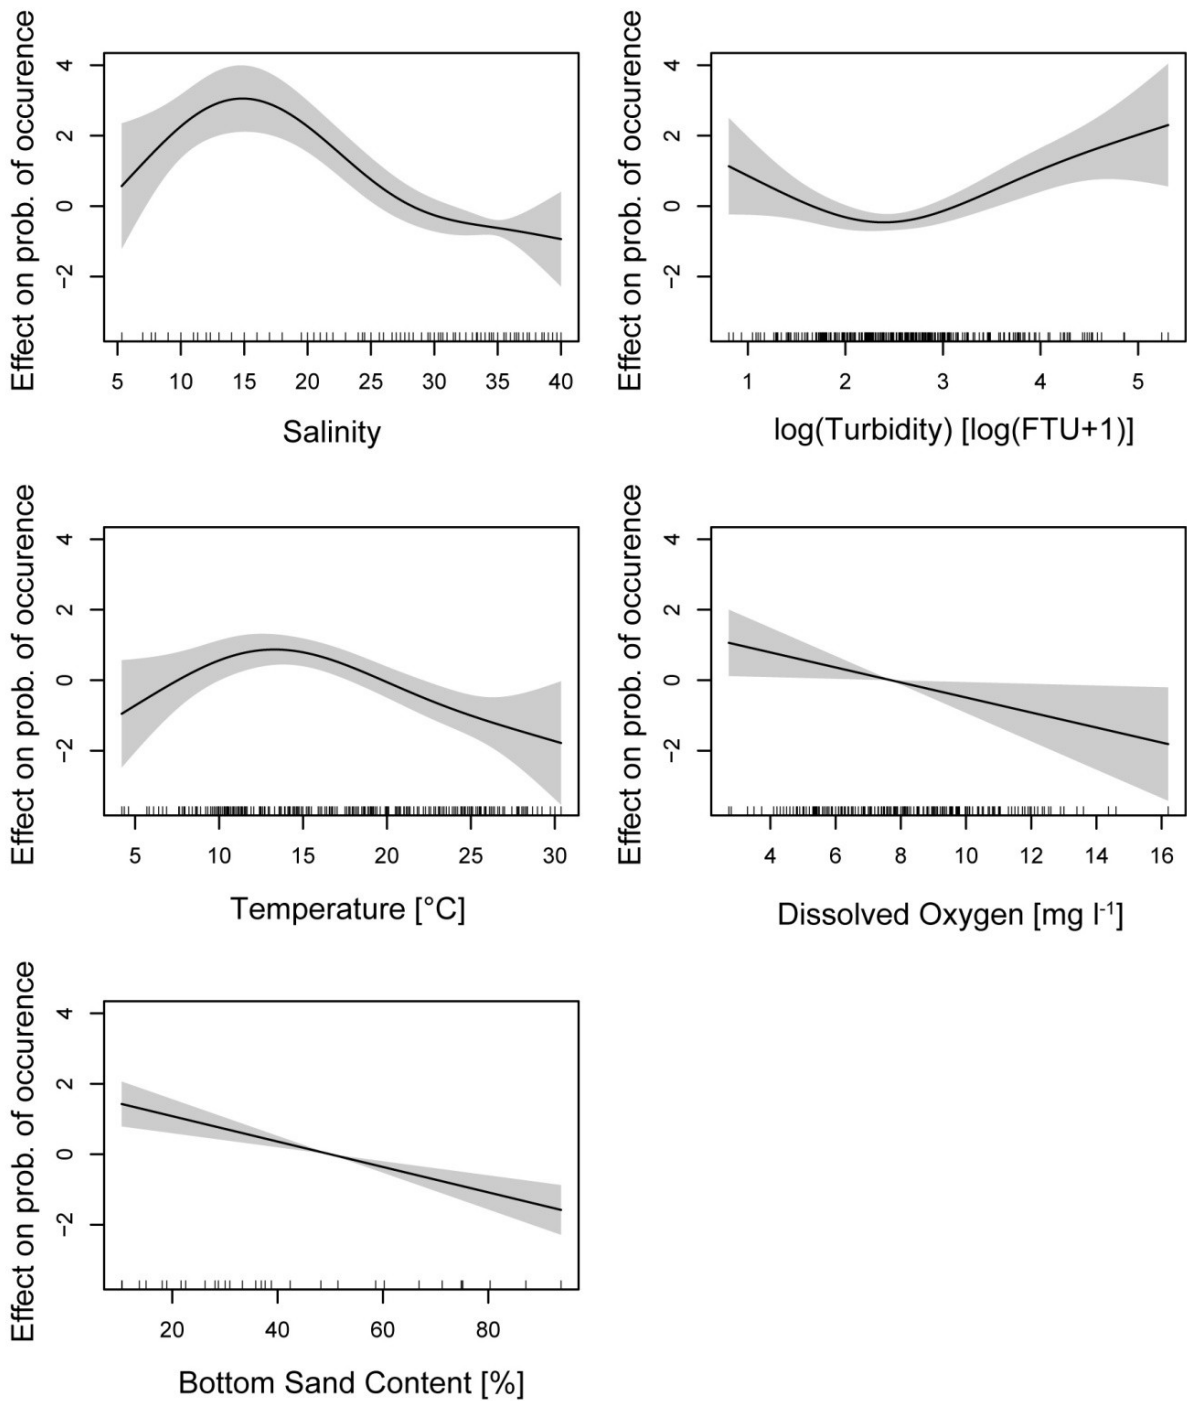 Effect on prob. of occurence
4
2
0
−2
5 10 15 20 25 30 35 40
Salinity
Effect on prob. of occurence
4
2
0
−2
1 2 3 4 5
log(Turbidity) [log(FTU+1)]
Effect on prob. of occurence
4
2
0
−2
5 10 15 20 25 30
Temperature [°C]
Effect on prob. of occurence
4
2
0
−2
4 6 8 10 12 14 16
Dissolved Oxygen [mg l⁻¹]
Effect on prob. of occurence
4
2
0
−2
20 40 60 80
Bottom Sand Content [%]